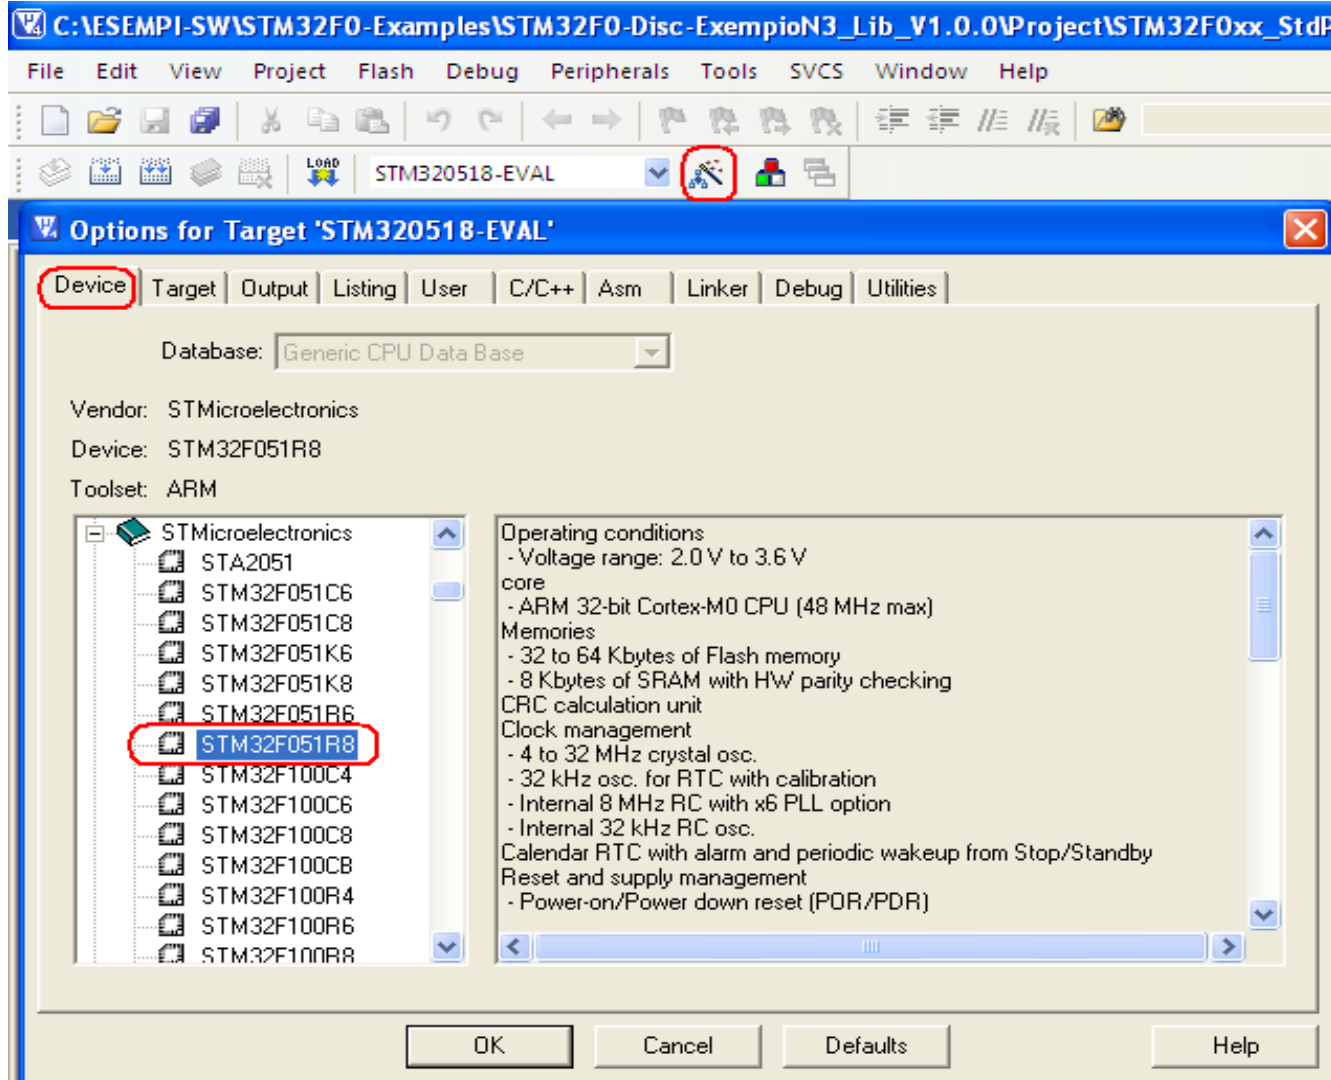 C:\ESEMPI-SW\STM32F0-Examples\STM32F0-Disc-ExempioN3_Lib_V1.0.0\Project\STM32F0xx_StdP
File Edit View Project Flash Debug Peripherals Tools SVCS Window Help
LOAD STM320518-EVAL
Options for Target 'STM320518-EVAL'
Device Target Output Listing User C/C++ Asm Linker Debug Utilities
Database: Generic CPU Data Base
Vendor: STMicroelectronics
Device: STM32F051R8
Toolset: ARM
STMicroelectronics
STA2051
STM32F051C6
STM32F051C8
STM32F051K6
STM32F051K8
STM32F051R6
STM32F051R8
STM32F100C4
STM32F100C6
STM32F100C8
STM32F100CB
STM32F100R4
STM32F100R6
STM32F100R8
Operating conditions
- Voltage range: 2.0 V to 3.6 V
core
- ARM 32-bit Cortex-M0 CPU (48 MHz max)
Memories
- 32 to 64 Kbytes of Flash memory
- 8 Kbytes of SRAM with HW parity checking
CRC calculation unit
Clock management
- 4 to 32 MHz crystal osc.
- 32 kHz osc. for RTC with calibration
- Internal 8 MHz RC with x6 PLL option
- Internal 32 kHz RC osc.
Calendar RTC with alarm and periodic wakeup from Stop/Standby
Reset and supply management
- Power-on/Power down reset (POR/PDR)
OK Cancel Defaults Help